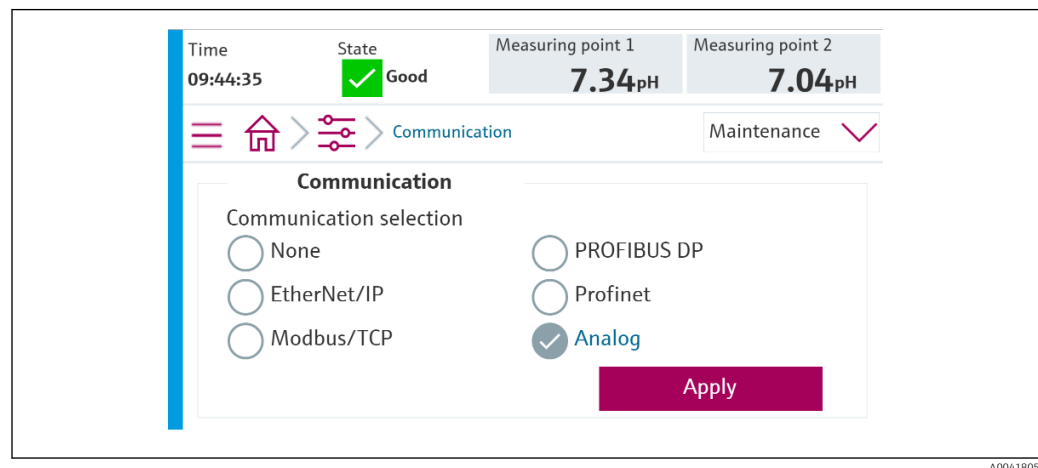 Time State Measuring point 1 Measuring point 2
09:44:35 Good 7.34pH 7.04pH
Communication Maintenance
Communication
Communication selection
None PROFIBUS DP
EtherNet/IP Profinet
Modbus/TCP Analog
Apply
A0041805